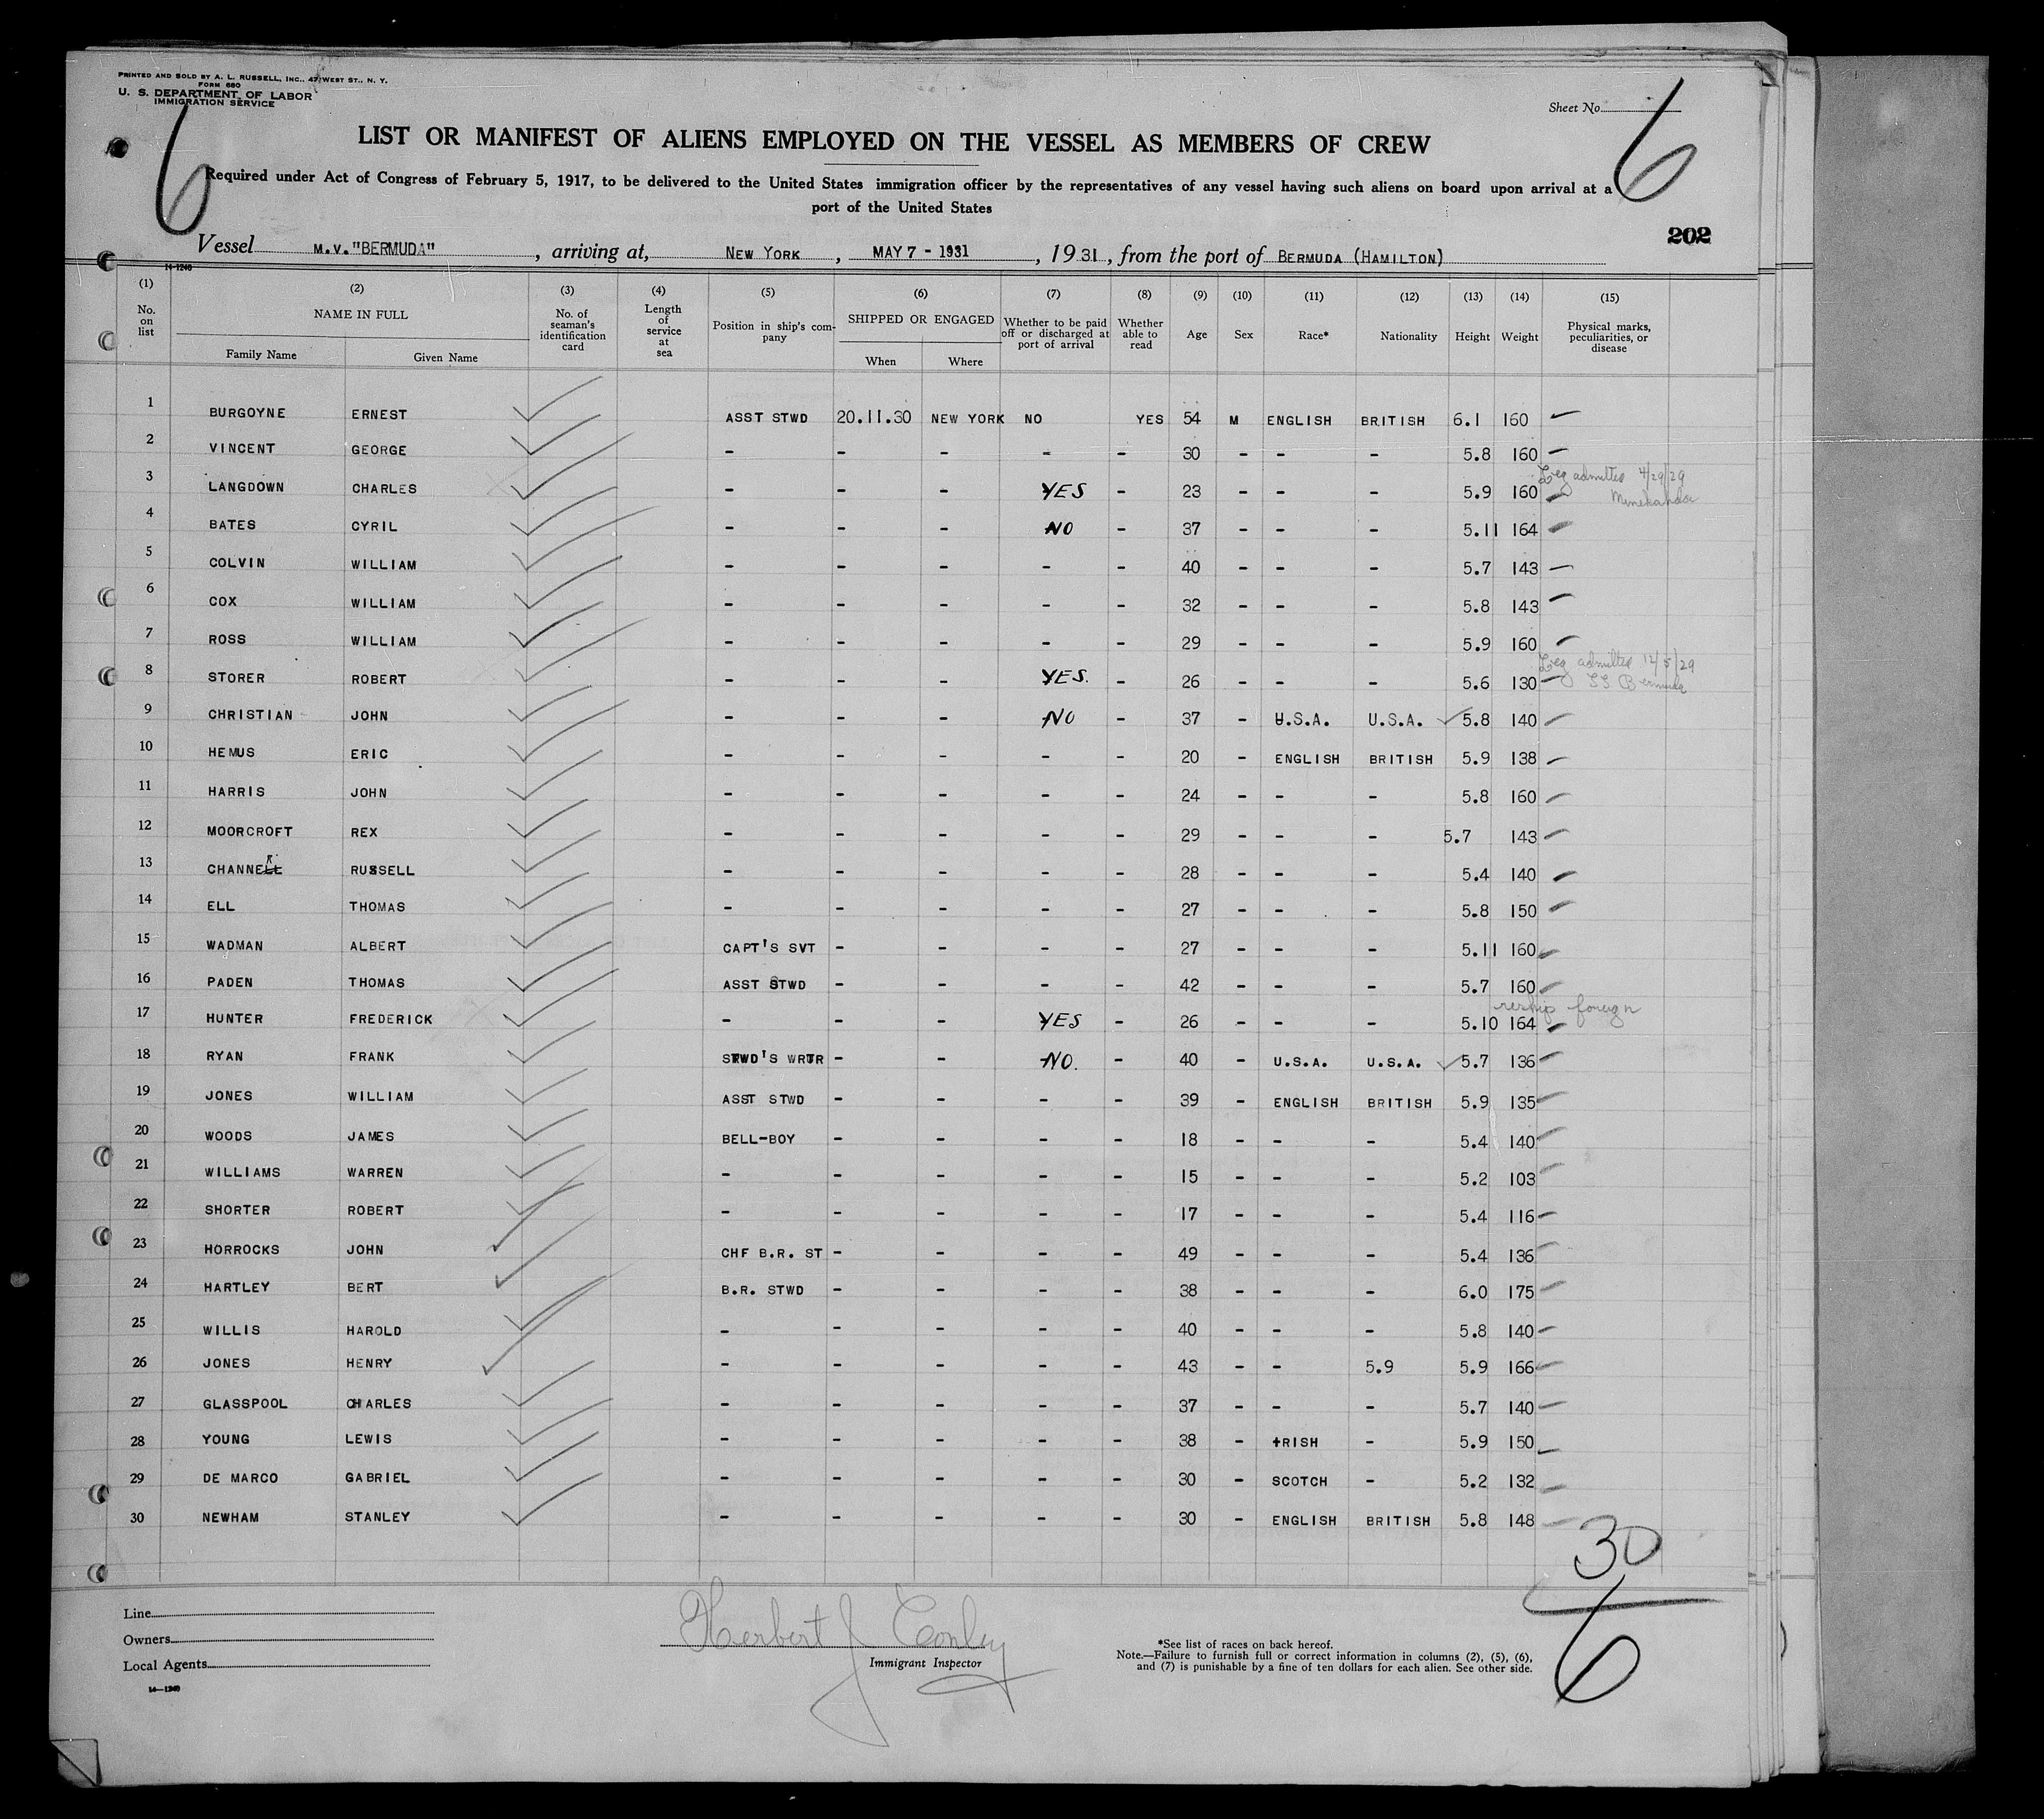 PRINTED AND SOLD BY A. L. RUSSELL, INC., 47 WEST ST., N. Y.
FORM 680
U. S. DEPARTMENT OF LABOR
IMMIGRATION SERVICE
Sheet No.
6
6
LIST OR MANIFEST OF ALIENS EMPLOYED ON THE VESSEL AS MEMBERS OF CREW
Required under Act of Congress of February 5, 1917, to be delivered to the United States immigration officer by the representatives of any vessel having such aliens on board upon arrival at a
port of the United States
202
Vessel M.V."BERMUDA", arriving at, NEW YORK, MAY 7 - 1931, 1931, from the port of BERMUDA (HAMILTON)
14-1240
(1) (2) (3) (4) (5) (6) (7) (8) (9) (10) (11) (12) (13) (14) (15)
No. on list NAME IN FULL No. of seaman's identification card Length of service at sea Position in ship's company SHIPPED OR ENGAGED Whether to be paid off or discharged at port of arrival Whether able to read Age Sex Race* Nationality Height Weight Physical marks, peculiarities, or disease
Family Name Given Name When Where
1 BURGOYNE ERNEST ASST STWD 20.11.30 NEW YORK NO YES 54 M ENGLISH BRITISH 6.1 160
2 VINCENT GEORGE - - - - - 30 - - - 5.8 160
Leg admitted 4/29/29
3 LANGDOWN CHARLES - - - YES - 23 - - - 5.9 160 Minekahda
4 BATES CYRIL - - - NO - 37 - - - 5.11 164
5 COLVIN WILLIAM - - - - - 40 - - - 5.7 143
6 COX WILLIAM - - - - - 32 - - - 5.8 143
7 ROSS WILLIAM - - - - - 29 - - - 5.9 160
Leg admitted 12/5/29
8 STORER ROBERT - - - YES. - 26 - - - 5.6 130 SS Bermuda
9 CHRISTIAN JOHN - - - NO - 37 - U.S.A. U.S.A. 5.8 140
10 HEMUS ERIC - - - - - 20 - ENGLISH BRITISH 5.9 138
11 HARRIS JOHN - - - - - 24 - - - 5.8 160
12 MOORCROFT REX - - - - - 29 - - - 5.7 143
13 CHANNELL R RUSSELL - - - - - 28 - - - 5.4 140
14 ELL THOMAS - - - - - 27 - - - 5.8 150
15 WADMAN ALBERT CAPT'S SVT - - - - 27 - - - 5.11 160
16 PADEN THOMAS ASST STWD - - - - 42 - - - 5.7 160
reship foreign
17 HUNTER FREDERICK - - - YES - 26 - - - 5.10 164
18 RYAN FRANK STWD'S WRTR - - NO. - 40 - U.S.A. U.S.A. 5.7 136
19 JONES WILLIAM ASST STWD - - - - 39 - ENGLISH BRITISH 5.9 135
20 WOODS JAMES BELL-BOY - - - - 18 - - - 5.4 140
21 WILLIAMS WARREN - - - - - 15 - - - 5.2 103
22 SHORTER ROBERT - - - - - 17 - - - 5.4 116
23 HORROCKS JOHN CHF B.R. ST - - - - 49 - - - 5.4 136
24 HARTLEY BERT B.R. STWD - - - - 38 - - - 6.0 175
25 WILLIS HAROLD - - - - - 40 - - - 5.8 140
26 JONES HENRY - - - - - 43 - - 5.9 5.9 166
27 GLASSPOOL CHARLES - - - - - 37 - - - 5.7 140
28 YOUNG LEWIS - - - - - 38 - IRISH - 5.9 150
29 DE MARCO GABRIEL - - - - - 30 - SCOTCH - 5.2 132
30 NEWHAM STANLEY - - - - - 30 - ENGLISH BRITISH 5.8 148
30
6
Line
Owners
Local Agents
14-1240
Herbert J Conley
Immigrant Inspector
*See list of races on back hereof.
Note.—Failure to furnish full or correct information in columns (2), (5), (6),
and (7) is punishable by a fine of ten dollars for each alien. See other side.